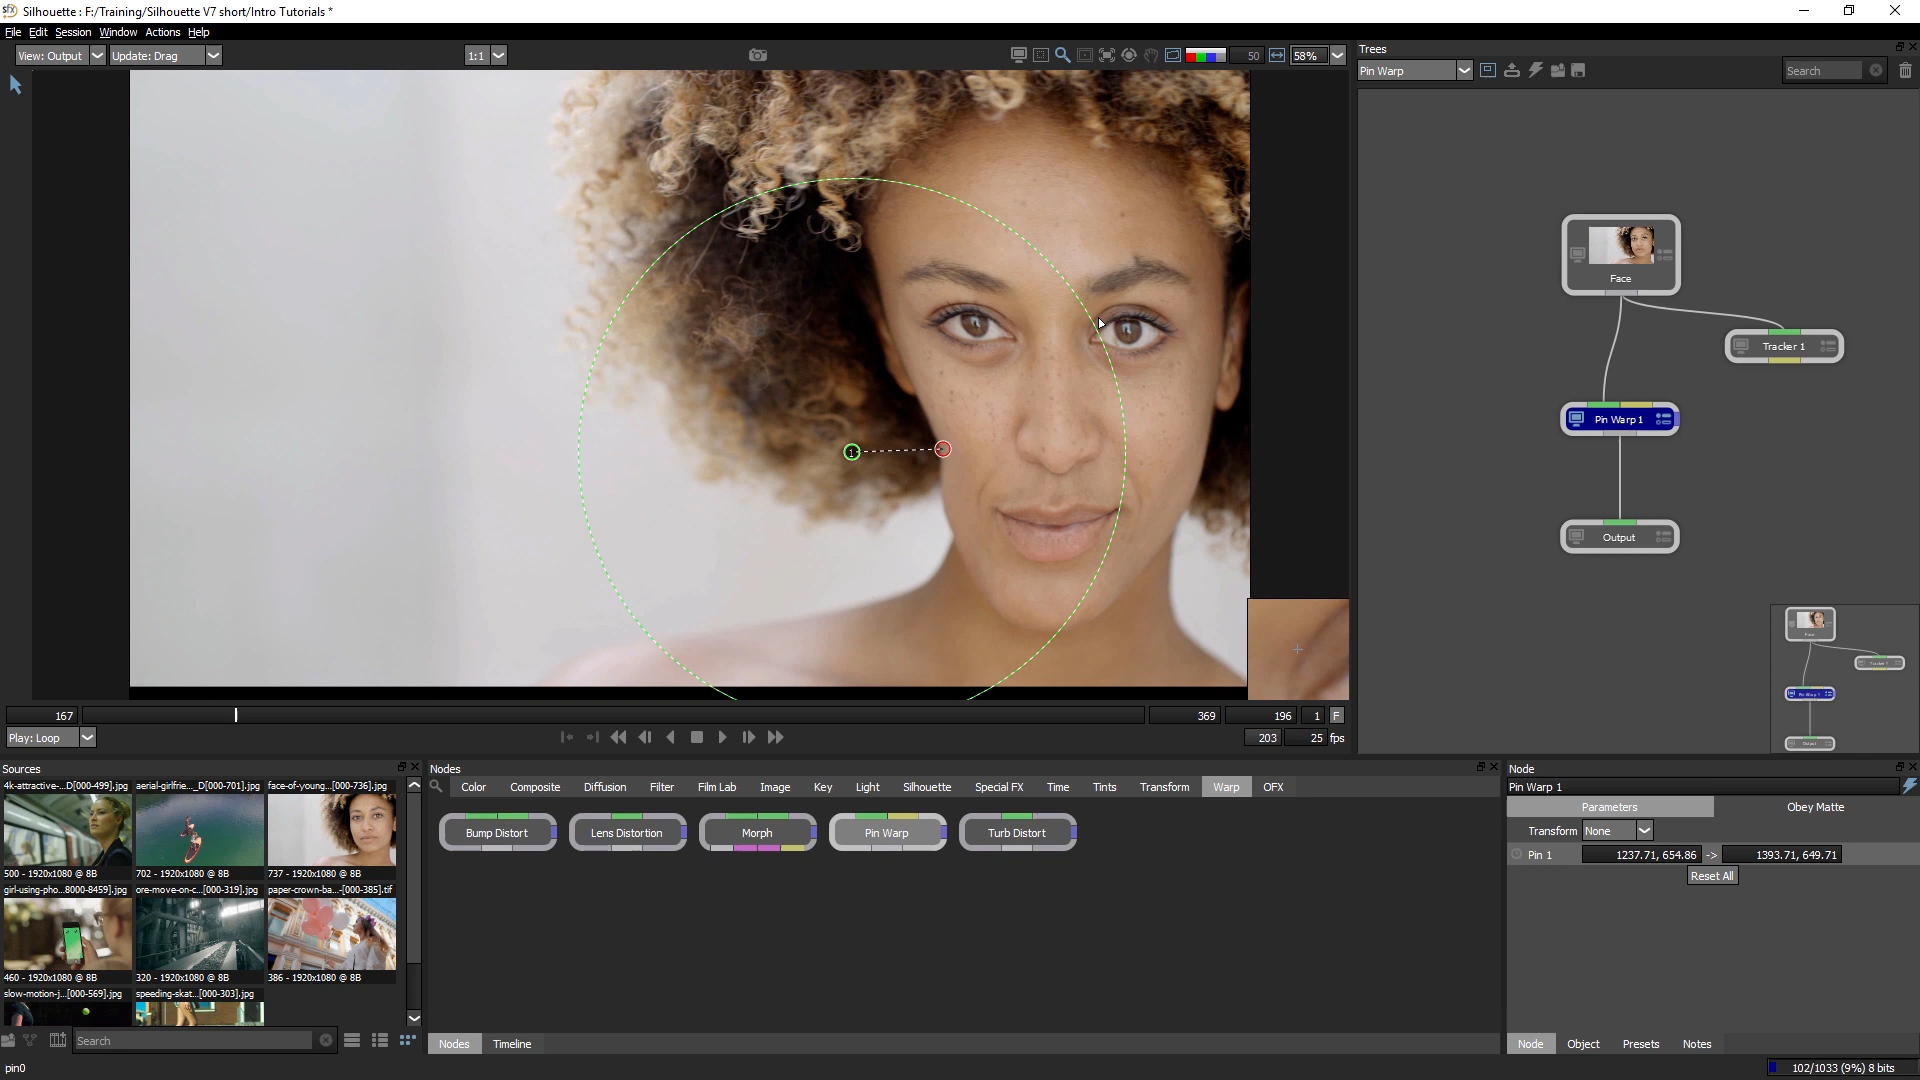 Silhouette : F:/Training/Silhouette V7 short/Intro Tutorials *
File Edit Session Window Actions Help
View: Output Update: Drag 1:1 50 58%
Trees
Pin Warp Search
Face
Tracker 1
Pin Warp 1
Output
1
167 369 196 1 F
Play: Loop 203 25 fps
Sources
4k-attractive-...D[000-499].jpg aerial-girlfrie..._D[000-701].jpg face-of-young...[000-736].jpg
500 - 1920x1080 @ 8B 702 - 1920x1080 @ 8B 737 - 1920x1080 @ 8B
girl-using-pho...8000-8459].jpg ore-move-on-c...[000-319].jpg paper-crown-ba...-[000-385].tif
460 - 1920x1080 @ 8B 320 - 1920x1080 @ 8B 386 - 1920x1080 @ 8B
slow-motion-j...[000-569].jpg speeding-skat...[000-303].jpg
Search
Nodes
Color Composite Diffusion Filter Film Lab Image Key Light Silhouette Special FX Time Tints Transform Warp OFX
Bump Distort Lens Distortion Morph Pin Warp Turb Distort
Nodes Timeline
Node
Pin Warp 1
Parameters Obey Matte
Transform None
Pin 1 1237.71, 654.86 -> 1393.71, 649.71
Reset All
Node Object Presets Notes
pin0
102/1033 (9%) 8 bits